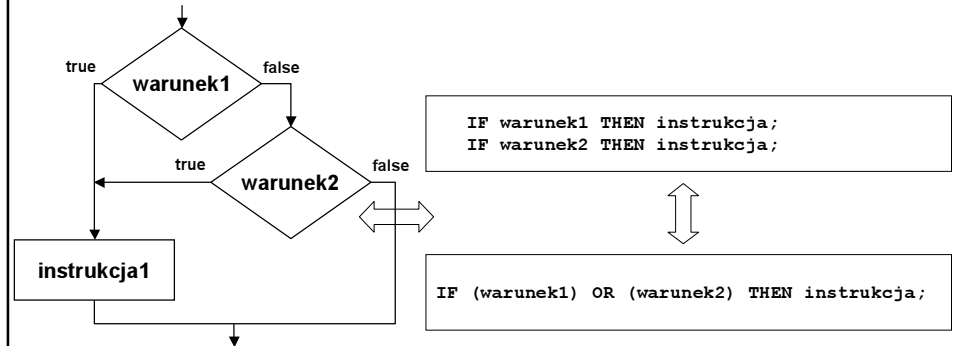 true
warunek1
false
true
warunek2
false
instrukcja1
IF warunek1 THEN instrukcja;
IF warunek2 THEN instrukcja;
IF (warunek1) OR (warunek2) THEN instrukcja;